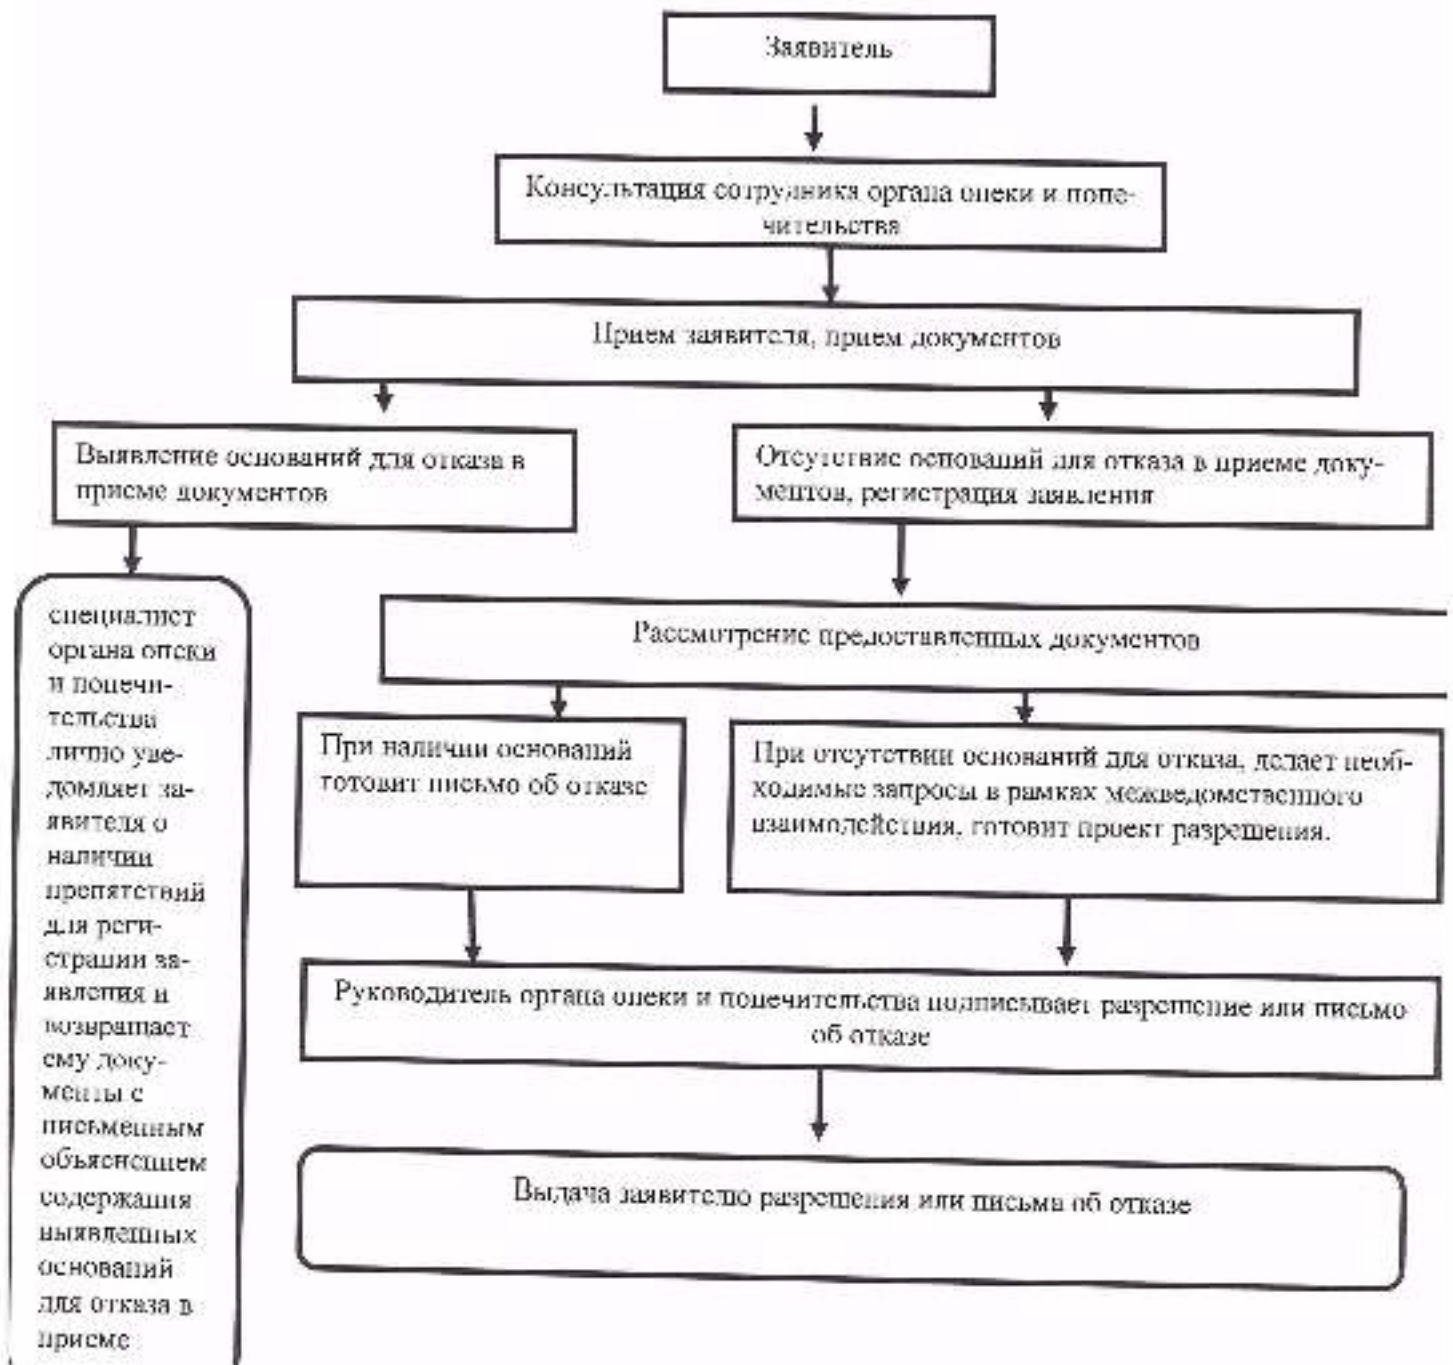 Заявитель
Консультация сотрудника органа опеки и попе-
чительства
Прием заявителя, прием документов
Выявление оснований для отказа в
приеме документов
Отсутствие оснований для отказа в приеме доку-
ментов, регистрация заявления
специалист
органа опеки
и попечи-
тельства
лично уве-
домляет за-
явителя о
наличии
препятствий
для реги-
страции за-
явления и
возвращает
ему доку-
менты с
письменным
объяснением
содержания
выявленных
оснований
для отказа в
приеме
Рассмотрение предоставленных документов
При наличии оснований
готовит письмо об отказе
При отсутствии оснований для отказа, делает необ-
ходимые запросы в рамках межведомственного
взаимодействия, готовит проект разрешения.
Руководитель органа опеки и попечительства подписывает разрешение или письмо
об отказе
Выдача заявителю разрешения или письма об отказе